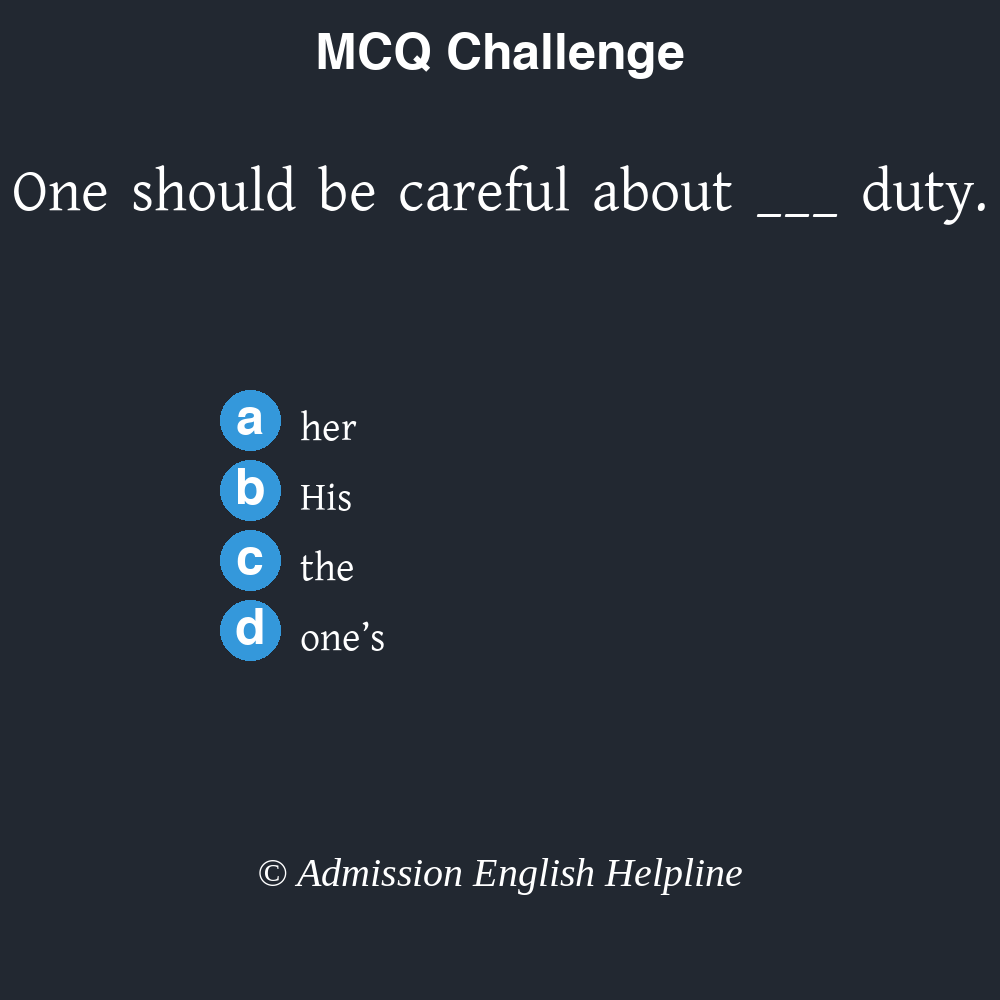 MCQ Challenge
One should be careful about ___ duty.
a her
b His
c the
d one’s
© Admission English Helpline